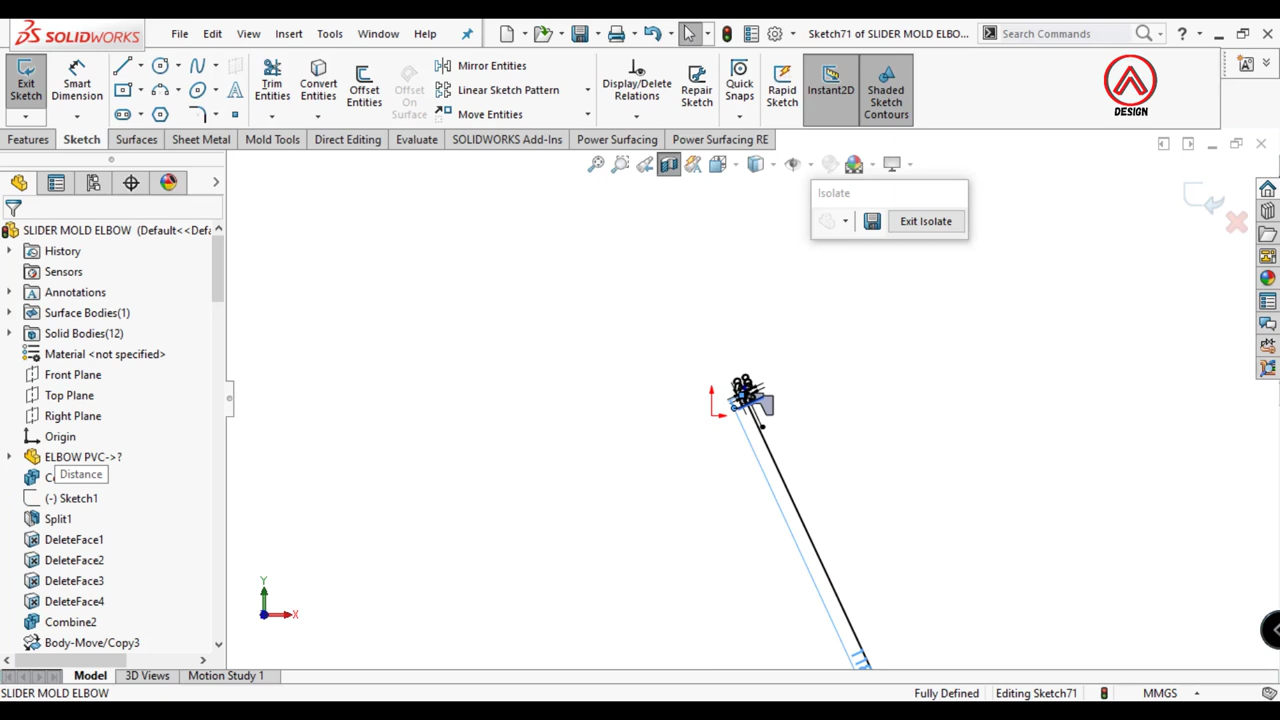 SOLIDWORKS
File
Edit
View
Insert
Tools
Window
Help
Sketch71 of SLIDER MOLD ELBO...
Search Commands
?
Exit Sketch
Smart Dimension
Trim Entities
Convert Entities
Offset Entities
Offset On Surface
Mirror Entities
Linear Sketch Pattern
Move Entities
Display/Delete Relations
Repair Sketch
Quick Snaps
Rapid Sketch
Instant2D
Shaded Sketch Contours
DESIGN
Features
Sketch
Surfaces
Sheet Metal
Mold Tools
Direct Editing
Evaluate
SOLIDWORKS Add-Ins
Power Surfacing
Power Surfacing RE
Isolate
Exit Isolate
SLIDER MOLD ELBOW (Default<<Defa
History
Sensors
Annotations
Surface Bodies(1)
Solid Bodies(12)
Material <not specified>
Front Plane
Top Plane
Right Plane
Origin
ELBOW PVC->?
Distance
(-) Sketch1
Split1
DeleteFace1
DeleteFace2
DeleteFace3
DeleteFace4
Combine2
Body-Move/Copy3
Y
X
Model
3D Views
Motion Study 1
SLIDER MOLD ELBOW
Fully Defined
Editing Sketch71
MMGS